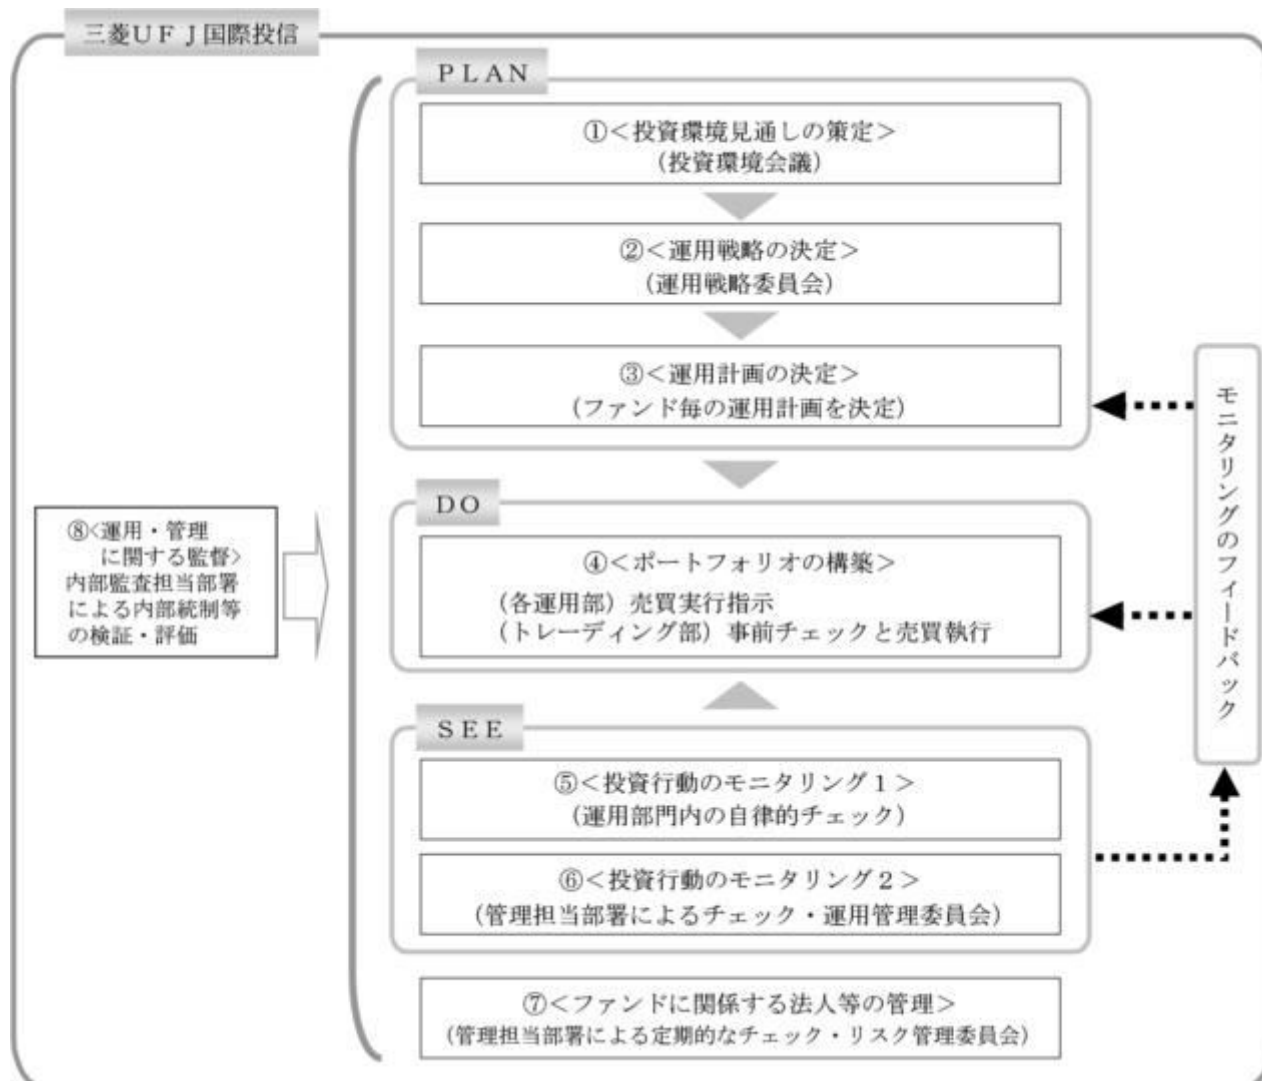 三菱ＵＦＪ国際投信
ＰＬＡＮ
①＜投資環境見通しの策定＞
（投資環境会議）
②＜運用戦略の決定＞
（運用戦略委員会）
③＜運用計画の決定＞
（ファンド毎の運用計画を決定）
ＤＯ
④＜ポートフォリオの構築＞
（各運用部）売買実行指示
（トレーディング部）事前チェックと売買執行
ＳＥＥ
⑤＜投資行動のモニタリング１＞
（運用部門内の自律的チェック）
⑥＜投資行動のモニタリング２＞
（管理担当部署によるチェック・運用管理委員会）
⑦＜ファンドに関係する法人等の管理＞
（管理担当部署による定期的なチェック・リスク管理委員会）
⑧<運用・管理
に関する監督>
内部監査担当部署
による内部統制等
の検証・評価
モニタリングのフィードバック